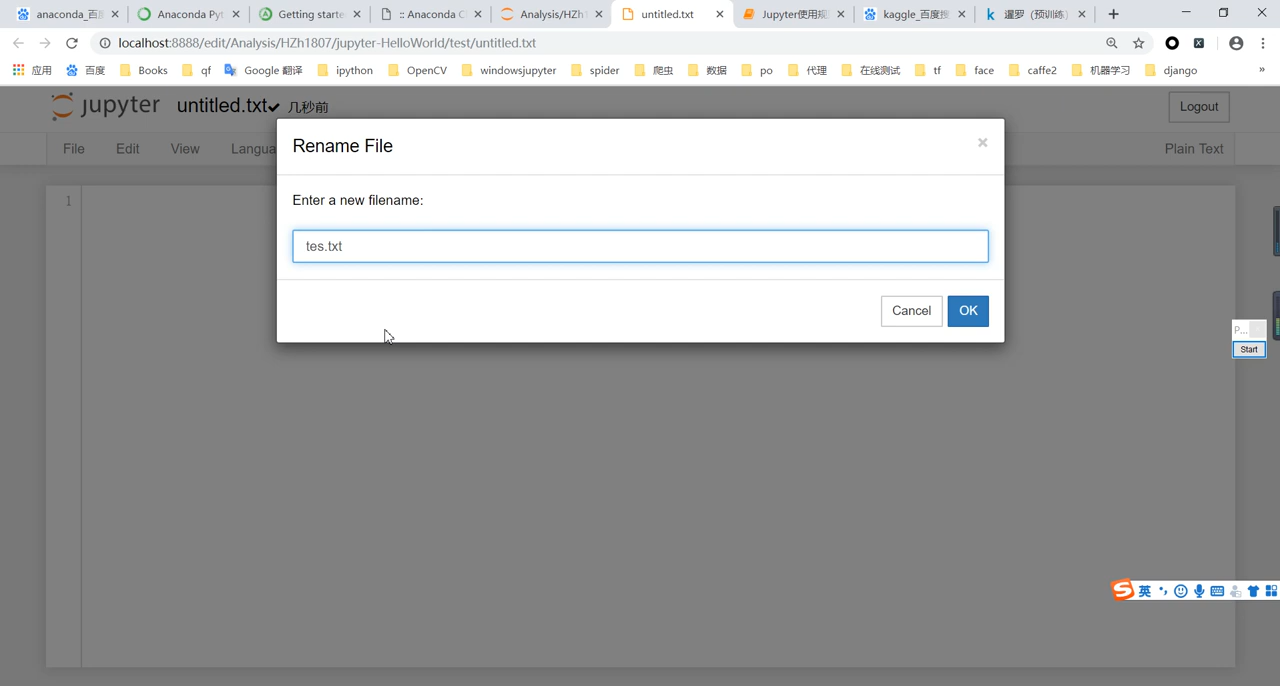 anaconda_百度
Anaconda Pyt
Getting starte
:: Anaconda C
Analysis/HZh1
untitled.txt
Jupyter使用规
kaggle_百度搜
暹罗（预训练）
localhost:8888/edit/Analysis/HZh1807/jupyter-HelloWorld/test/untitled.txt
应用
百度
Books
qf
Google 翻译
ipython
OpenCV
windowsjupyter
spider
爬虫
数据
po
代理
在线测试
tf
face
caffe2
机器学习
django
»
jupyter
untitled.txt
几秒前
Logout
File
Edit
View
Langua
Plain Text
Rename File
×
Enter a new filename:
tes.txt
Cancel
OK
1
P...
Start
S
英